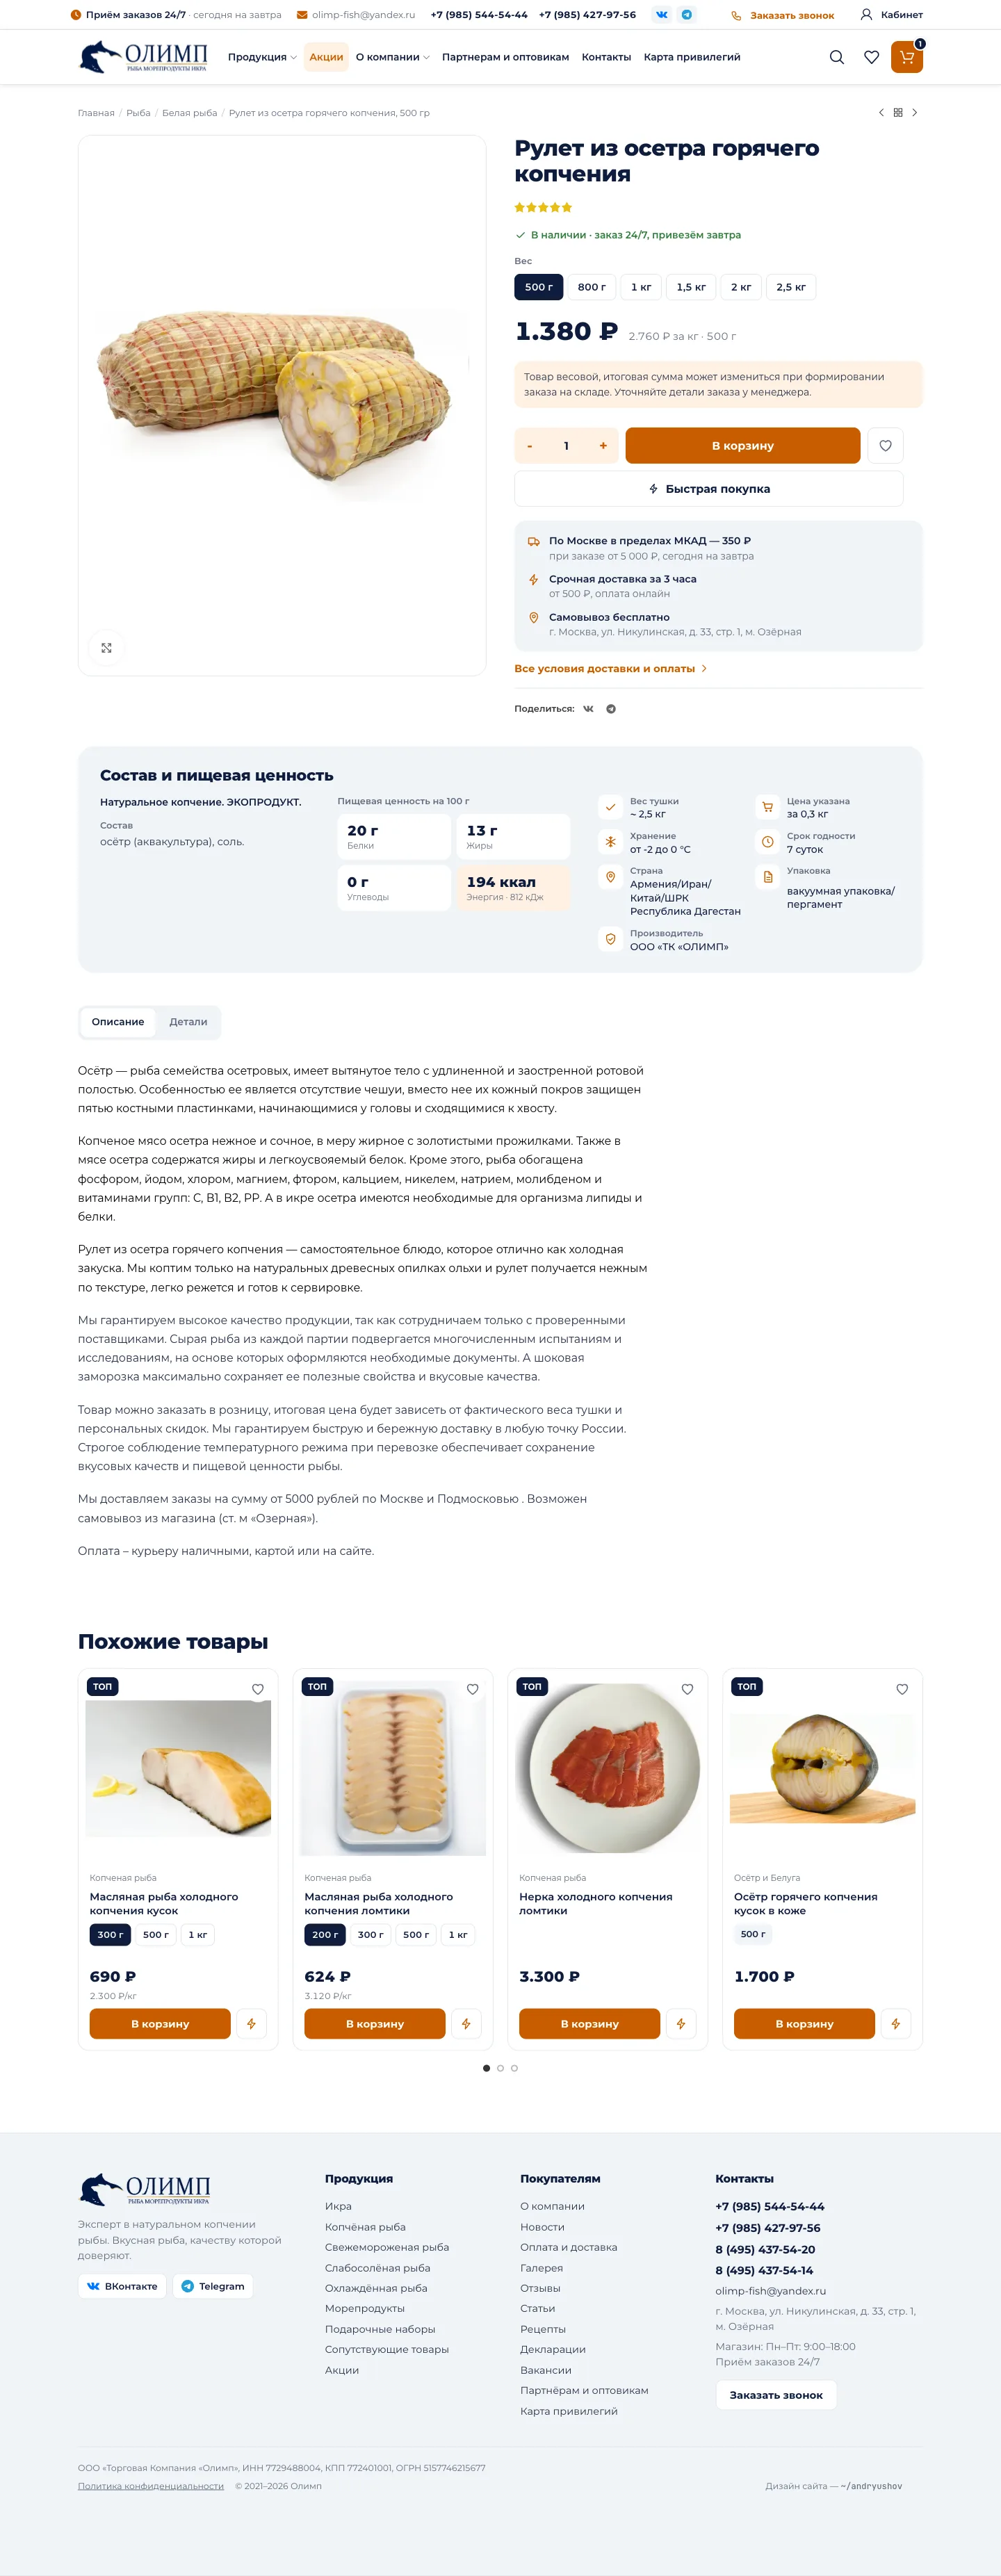 Приём заказов 24/7 · сегодня на завтра
olimp-fish@yandex.ru
+7 (985) 544-54-44
+7 (985) 427-97-56
Заказать звонок
Кабинет
ОЛИМП
РЫБА МОРЕПРОДУКТЫ ИКРА
Продукция
Акции
О компании
Партнерам и оптовикам
Контакты
Карта привилегий
1
Главная / Рыба / Белая рыба / Рулет из осетра горячего копчения, 500 гр
Рулет из осетра горячего
копчения
В наличии · заказ 24/7, привезём завтра
Вес
500 г
800 г
1 кг
1,5 кг
2 кг
2,5 кг
1.380 ₽
2.760 ₽ за кг · 500 г
Товар весовой, итоговая сумма может измениться при формировании
заказа на складе. Уточняйте детали заказа у менеджера.
- 1 +
В корзину
Быстрая покупка
По Москве в пределах МКАД — 350 ₽
при заказе от 5 000 ₽, сегодня на завтра
Срочная доставка за 3 часа
от 500 ₽, оплата онлайн
Самовывоз бесплатно
г. Москва, ул. Никулинская, д. 33, стр. 1, м. Озёрная
Все условия доставки и оплаты
Поделиться:
Состав и пищевая ценность
Натуральное копчение. ЭКОПРОДУКТ.
Состав
осётр (аквакультура), соль.
Пищевая ценность на 100 г
20 г
Белки
13 г
Жиры
0 г
Углеводы
194 ккал
Энергия · 812 кДж
Вес тушки
~ 2,5 кг
Хранение
от -2 до 0 °C
Страна
Армения/Иран/
Китай/ШРК
Республика Дагестан
Производитель
ООО «ТК «ОЛИМП»
Цена указана
за 0,3 кг
Срок годности
7 суток
Упаковка
вакуумная упаковка/
пергамент
Описание
Детали
Осётр — рыба семейства осетровых, имеет вытянутое тело с удлиненной и заостренной ротовой
полостью. Особенностью ее является отсутствие чешуи, вместо нее их кожный покров защищен
пятью костными пластинками, начинающимися у головы и сходящимися к хвосту.
Копченое мясо осетра нежное и сочное, в меру жирное с золотистыми прожилками. Также в
мясе осетра содержатся жиры и легкоусвояемый белок. Кроме этого, рыба обогащена
фосфором, йодом, хлором, магнием, фтором, кальцием, никелем, натрием, молибденом и
витаминами групп: С, В1, В2, РР. А в икре осетра имеются необходимые для организма липиды и
белки.
Рулет из осетра горячего копчения — самостоятельное блюдо, которое отлично как холодная
закуска. Мы коптим только на натуральных древесных опилках ольхи и рулет получается нежным
по текстуре, легко режется и готов к сервировке.
Мы гарантируем высокое качество продукции, так как сотрудничаем только с проверенными
поставщиками. Сырая рыба из каждой партии подвергается многочисленным испытаниям и
исследованиям, на основе которых оформляются необходимые документы. А шоковая
заморозка максимально сохраняет ее полезные свойства и вкусовые качества.
Товар можно заказать в розницу, итоговая цена будет зависеть от фактического веса тушки и
персональных скидок. Мы гарантируем быструю и бережную доставку в любую точку России.
Строгое соблюдение температурного режима при перевозке обеспечивает сохранение
вкусовых качеств и пищевой ценности рыбы.
Мы доставляем заказы на сумму от 5000 рублей по Москве и Подмосковью . Возможен
самовывоз из магазина (ст. м «Озерная»).
Оплата – курьеру наличными, картой или на сайте.
Похожие товары
ТОП
Копченая рыба
Масляная рыба холодного
копчения кусок
300 г
500 г
1 кг
690 ₽
2.300 ₽/кг
В корзину
ТОП
Копченая рыба
Масляная рыба холодного
копчения ломтики
200 г
300 г
500 г
1 кг
624 ₽
3.120 ₽/кг
В корзину
ТОП
Копченая рыба
Нерка холодного копчения
ломтики
3.300 ₽
В корзину
ТОП
Осётр и Белуга
Осётр горячего копчения
кусок в коже
500 г
1.700 ₽
В корзину
ОЛИМП
РЫБА МОРЕПРОДУКТЫ ИКРА
Эксперт в натуральном копчении
рыбы. Вкусная рыба, качеству которой
доверяют.
ВКонтакте
Telegram
Продукция
Икра
Копчёная рыба
Свежемороженая рыба
Слабосолёная рыба
Охлаждённая рыба
Морепродукты
Подарочные наборы
Сопутствующие товары
Акции
Покупателям
О компании
Новости
Оплата и доставка
Галерея
Отзывы
Статьи
Рецепты
Декларации
Вакансии
Партнёрам и оптовикам
Карта привилегий
Контакты
+7 (985) 544-54-44
+7 (985) 427-97-56
8 (495) 437-54-20
8 (495) 437-54-14
olimp-fish@yandex.ru
г. Москва, ул. Никулинская, д. 33, стр. 1,
м. Озёрная
Магазин: Пн–Пт: 9:00–18:00
Приём заказов 24/7
Заказать звонок
ООО «Торговая Компания «Олимп», ИНН 7729488004, КПП 772401001, ОГРН 5157746215677
Политика конфиденциальности
© 2021–2026 Олимп
Дизайн сайта — ~/andryushov